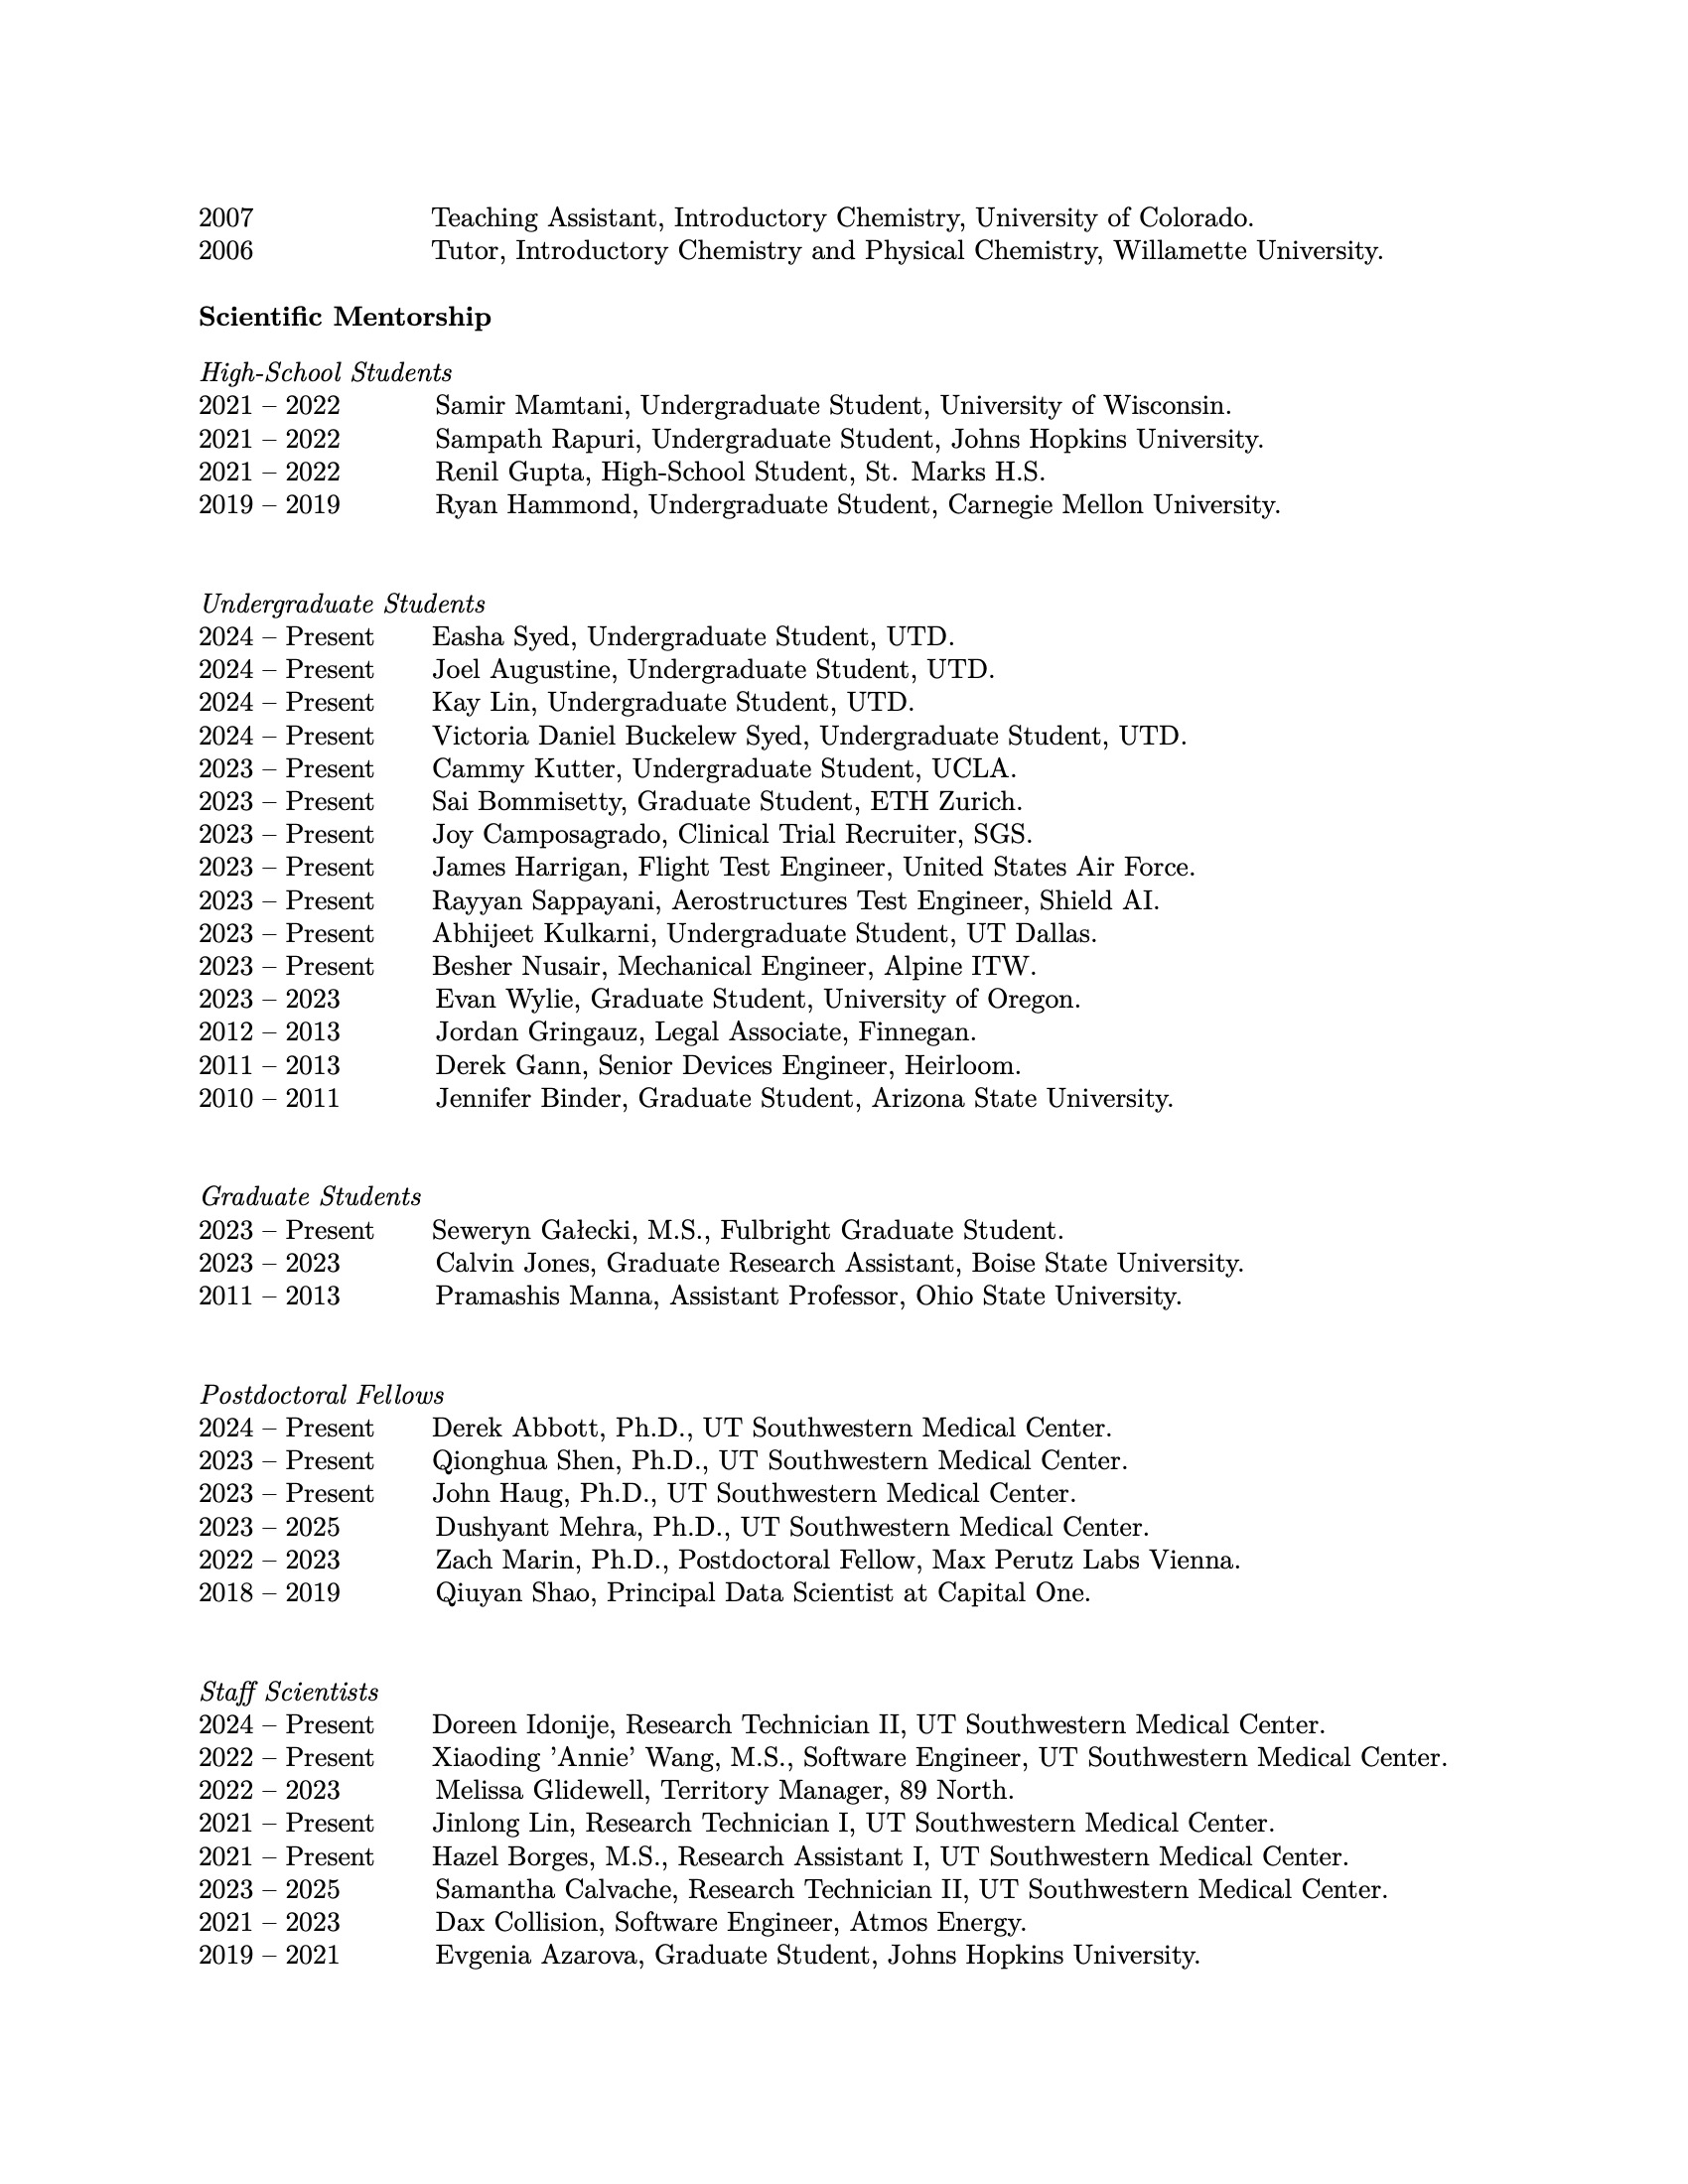 2007 Teaching Assistant, Introductory Chemistry, University of Colorado.
2006 Tutor, Introductory Chemistry and Physical Chemistry, Willamette University.
Scientific Mentorship
High-School Students
2021 – 2022 Samir Mamtani, Undergraduate Student, University of Wisconsin.
2021 – 2022 Sampath Rapuri, Undergraduate Student, Johns Hopkins University.
2021 – 2022 Renil Gupta, High-School Student, St. Marks H.S.
2019 – 2019 Ryan Hammond, Undergraduate Student, Carnegie Mellon University.
Undergraduate Students
2024 – Present Easha Syed, Undergraduate Student, UTD.
2024 – Present Joel Augustine, Undergraduate Student, UTD.
2024 – Present Kay Lin, Undergraduate Student, UTD.
2024 – Present Victoria Daniel Buckelew Syed, Undergraduate Student, UTD.
2023 – Present Cammy Kutter, Undergraduate Student, UCLA.
2023 – Present Sai Bommisetty, Graduate Student, ETH Zurich.
2023 – Present Joy Camposagrado, Clinical Trial Recruiter, SGS.
2023 – Present James Harrigan, Flight Test Engineer, United States Air Force.
2023 – Present Rayyan Sappayani, Aerostructures Test Engineer, Shield AI.
2023 – Present Abhijeet Kulkarni, Undergraduate Student, UT Dallas.
2023 – Present Besher Nusair, Mechanical Engineer, Alpine ITW.
2023 – 2023 Evan Wylie, Graduate Student, University of Oregon.
2012 – 2013 Jordan Gringauz, Legal Associate, Finnegan.
2011 – 2013 Derek Gann, Senior Devices Engineer, Heirloom.
2010 – 2011 Jennifer Binder, Graduate Student, Arizona State University.
Graduate Students
2023 – Present Seweryn Gałecki, M.S., Fulbright Graduate Student.
2023 – 2023 Calvin Jones, Graduate Research Assistant, Boise State University.
2011 – 2013 Pramashis Manna, Assistant Professor, Ohio State University.
Postdoctoral Fellows
2024 – Present Derek Abbott, Ph.D., UT Southwestern Medical Center.
2023 – Present Qionghua Shen, Ph.D., UT Southwestern Medical Center.
2023 – Present John Haug, Ph.D., UT Southwestern Medical Center.
2023 – 2025 Dushyant Mehra, Ph.D., UT Southwestern Medical Center.
2022 – 2023 Zach Marin, Ph.D., Postdoctoral Fellow, Max Perutz Labs Vienna.
2018 – 2019 Qiuyan Shao, Principal Data Scientist at Capital One.
Staff Scientists
2024 – Present Doreen Idonije, Research Technician II, UT Southwestern Medical Center.
2022 – Present Xiaoding ’Annie’ Wang, M.S., Software Engineer, UT Southwestern Medical Center.
2022 – 2023 Melissa Glidewell, Territory Manager, 89 North.
2021 – Present Jinlong Lin, Research Technician I, UT Southwestern Medical Center.
2021 – Present Hazel Borges, M.S., Research Assistant I, UT Southwestern Medical Center.
2023 – 2025 Samantha Calvache, Research Technician II, UT Southwestern Medical Center.
2021 – 2023 Dax Collision, Software Engineer, Atmos Energy.
2019 – 2021 Evgenia Azarova, Graduate Student, Johns Hopkins University.